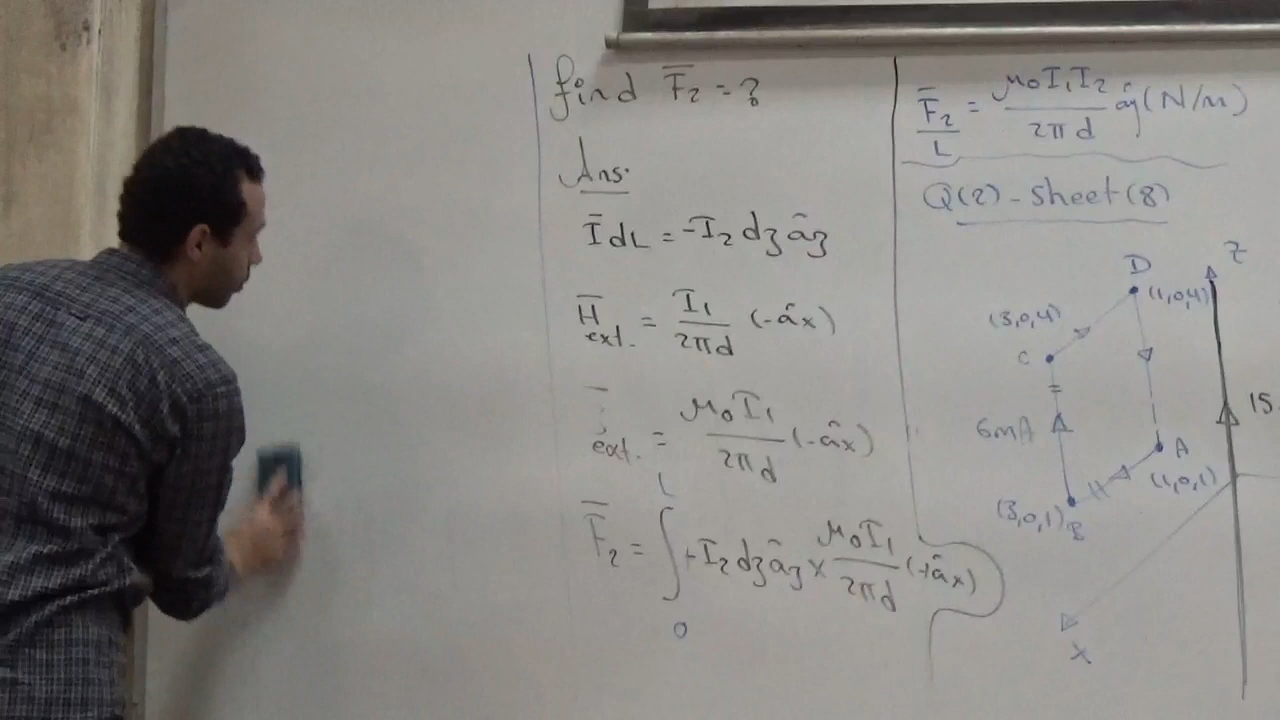 find F̄₂ = ?
Ans.
Ī dL = -I₂ dz âz
H̄ ext. = I₁ / 2πd (-âx)
ext. = μ₀I₁ / 2πd (-âx)
F̄₂ = ∫₀ᴸ +I₂ dz âz × μ₀I₁ / 2πd (+âx)
F̄₂ / L = μ₀I₁I₂ / 2πd ây (N/m)
Q(2) - Sheet(8)
Z
D
(1,0,4)
(3,0,4)
C
15
6mA
A
(1,0,1)
(3,0,1) B
X